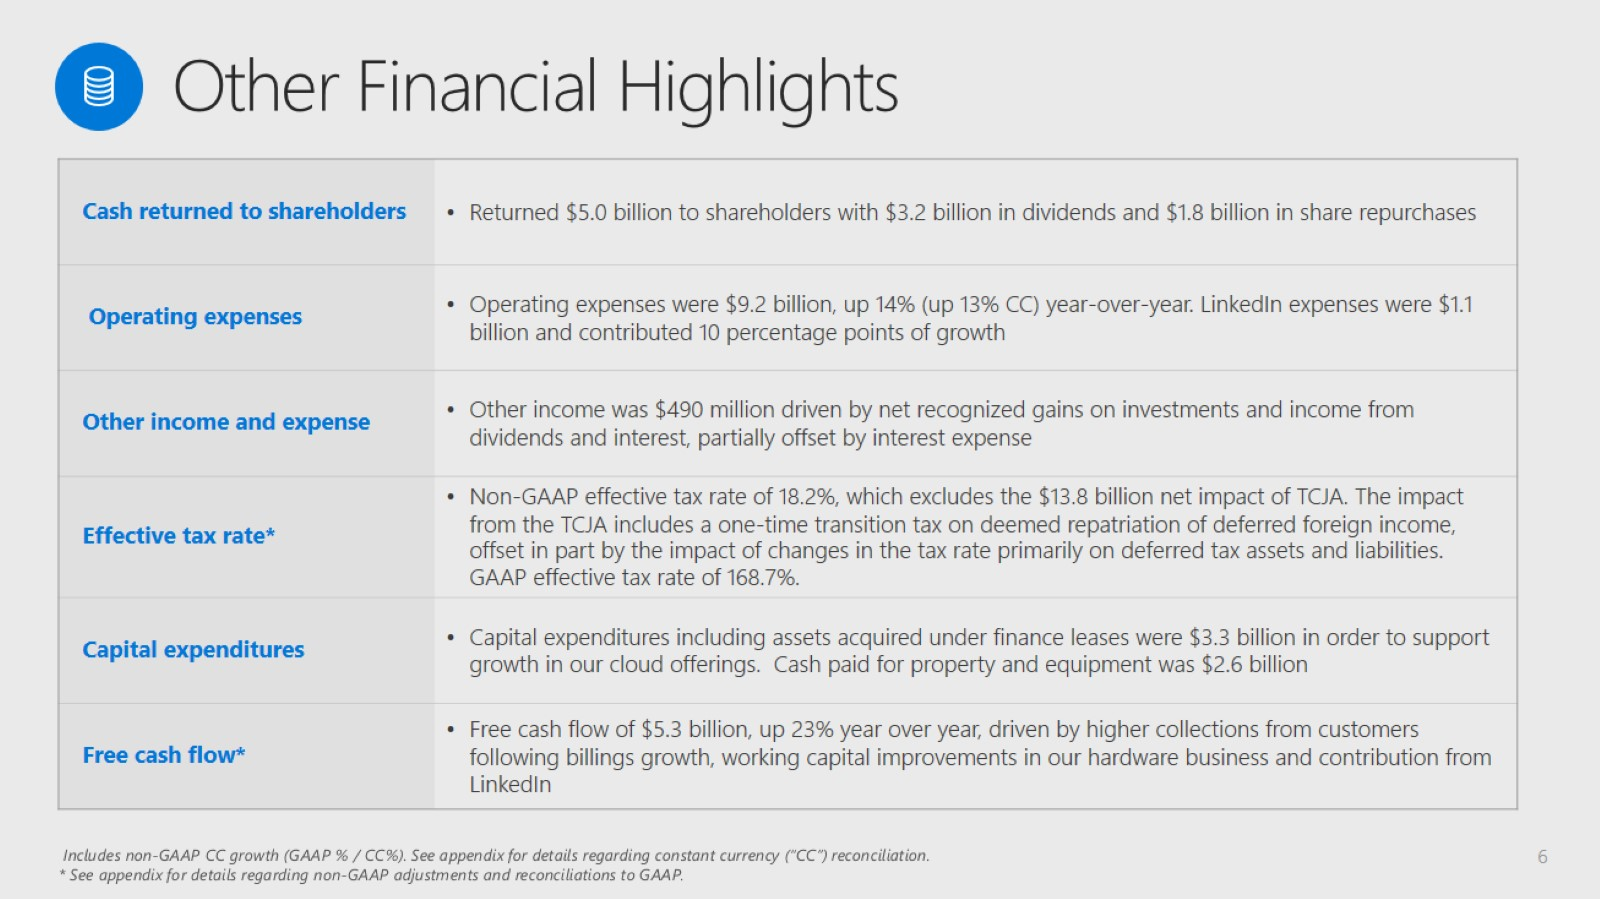 Other Financial Highlights
Cash returned to shareholders
• Returned $5.0 billion to shareholders with $3.2 billion in dividends and $1.8 billion in share repurchases
Operating expenses
• Operating expenses were $9.2 billion, up 14% (up 13% CC) year-over-year. LinkedIn expenses were $1.1
billion and contributed 10 percentage points of growth
Other income and expense
• Other income was $490 million driven by net recognized gains on investments and income from
dividends and interest, partially offset by interest expense
Effective tax rate*
• Non-GAAP effective tax rate of 18.2%, which excludes the $13.8 billion net impact of TCJA. The impact
from the TCJA includes a one-time transition tax on deemed repatriation of deferred foreign income,
offset in part by the impact of changes in the tax rate primarily on deferred tax assets and liabilities.
GAAP effective tax rate of 168.7%.
Capital expenditures
• Capital expenditures including assets acquired under finance leases were $3.3 billion in order to support
growth in our cloud offerings.  Cash paid for property and equipment was $2.6 billion
Free cash flow*
• Free cash flow of $5.3 billion, up 23% year over year, driven by higher collections from customers
following billings growth, working capital improvements in our hardware business and contribution from
LinkedIn
Includes non-GAAP CC growth (GAAP % / CC%). See appendix for details regarding constant currency ("CC") reconciliation.
* See appendix for details regarding non-GAAP adjustments and reconciliations to GAAP.
6